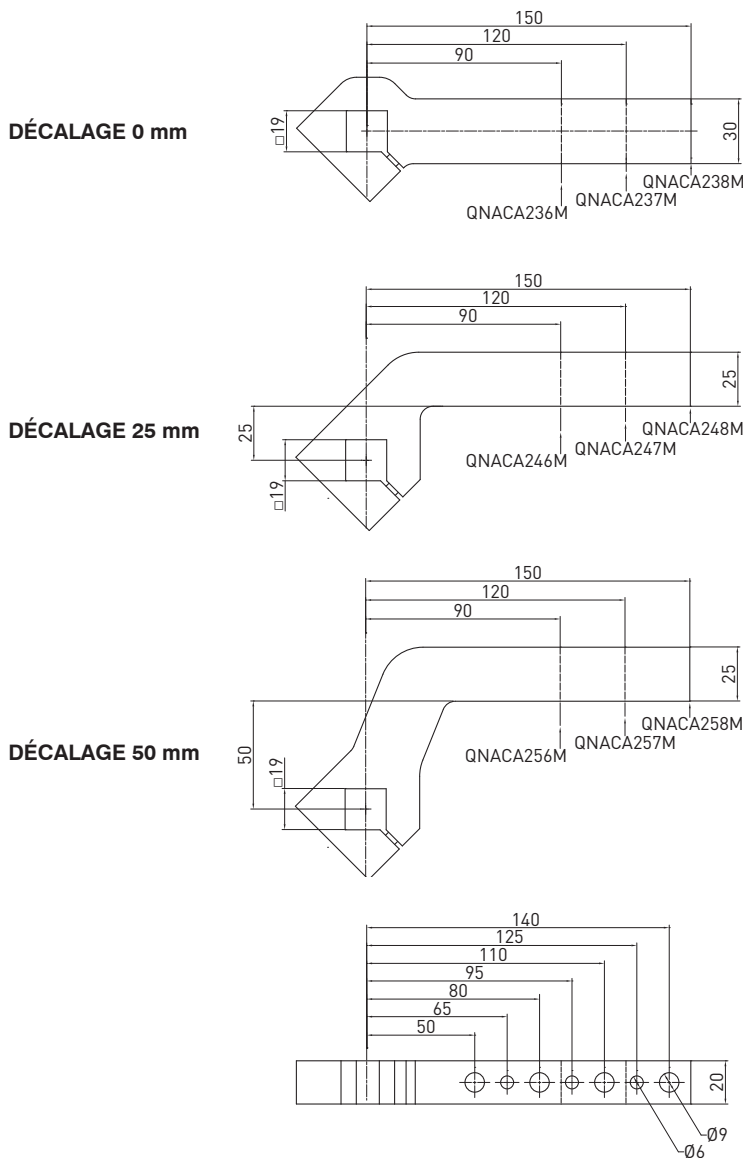 150
120
90
DÉCALAGE 0 mm
□19
30
QNACA236M
QNACA237M
QNACA238M
150
120
90
DÉCALAGE 25 mm
25
□19
25
QNACA246M
QNACA247M
QNACA248M
150
120
90
DÉCALAGE 50 mm
50
□19
25
QNACA256M
QNACA257M
QNACA258M
140
125
110
95
80
65
50
20
Ø9
Ø6